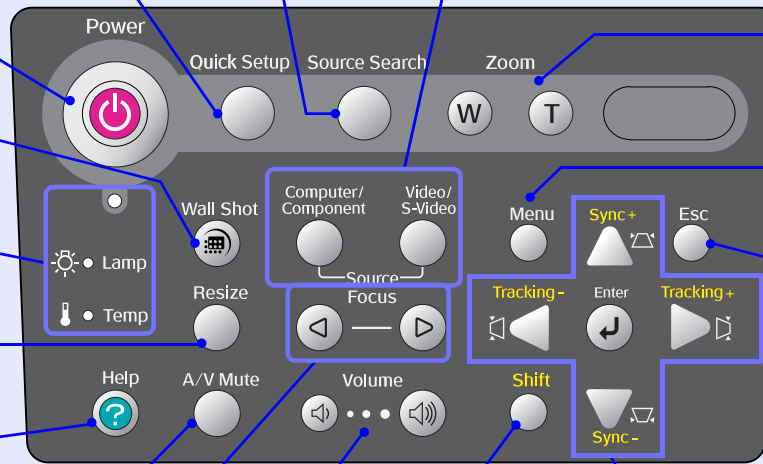 Power
Quick Setup
Source Search
Zoom
W
T
Wall Shot
Computer/
Component
Video/
S-Video
Source
Menu
Sync+
Esc
Lamp
Temp
Resize
Focus
Tracking-
Enter
Tracking+
Help
?
A/V Mute
Volume
Shift
Sync-